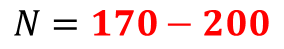 N = 170 – 200